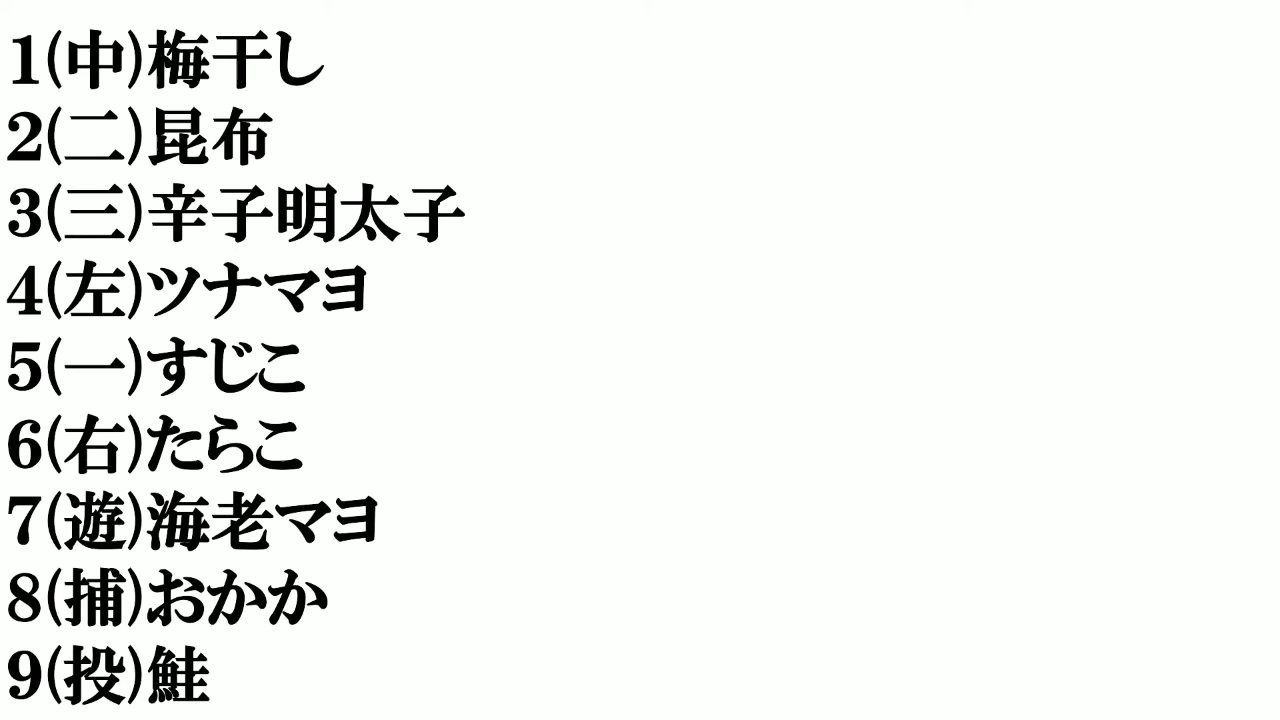 1(中)梅干し
2(二)昆布
3(三)辛子明太子
4(左)ツナマヨ
5(一)すじこ
6(右)たらこ
7(遊)海老マヨ
8(捕)おかか
9(投)鮭